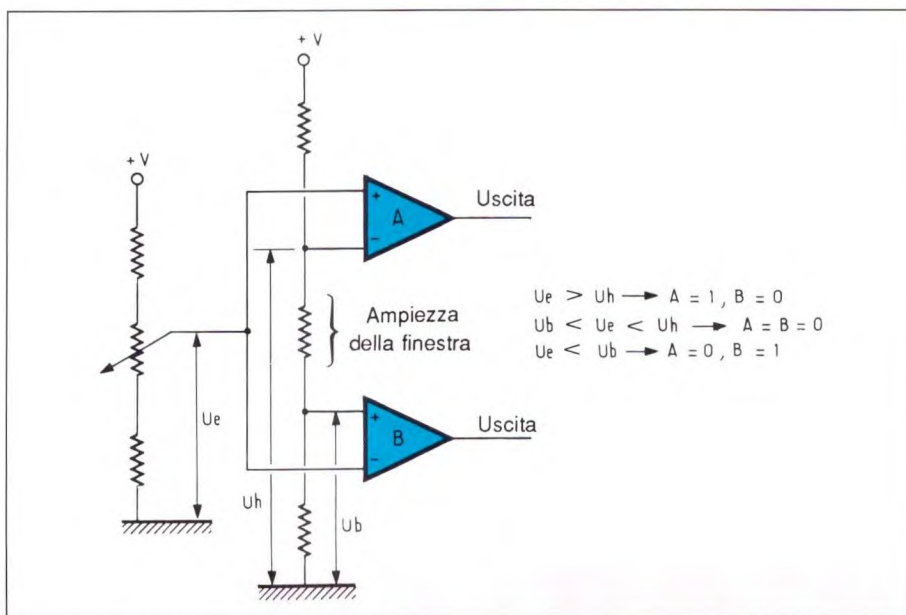 + V
+ V
+
A
−
Uscita
Ampiezza
della finestra
Ue > Uh → A = 1, B = 0
Ub < Ue < Uh → A = B = 0
Ue < Ub → A = 0, B = 1
Ue
+
B
−
Uscita
Uh
Ub